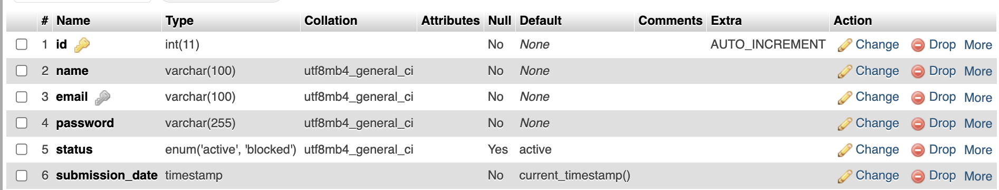 # Name Type Collation Attributes Null Default Comments Extra Action
1 id int(11) No None AUTO_INCREMENT Change Drop More
2 name varchar(100) utf8mb4_general_ci No None Change Drop More
3 email varchar(100) utf8mb4_general_ci No None Change Drop More
4 password varchar(255) utf8mb4_general_ci No None Change Drop More
5 status enum('active', 'blocked') utf8mb4_general_ci Yes active Change Drop More
6 submission_date timestamp No current_timestamp() Change Drop More